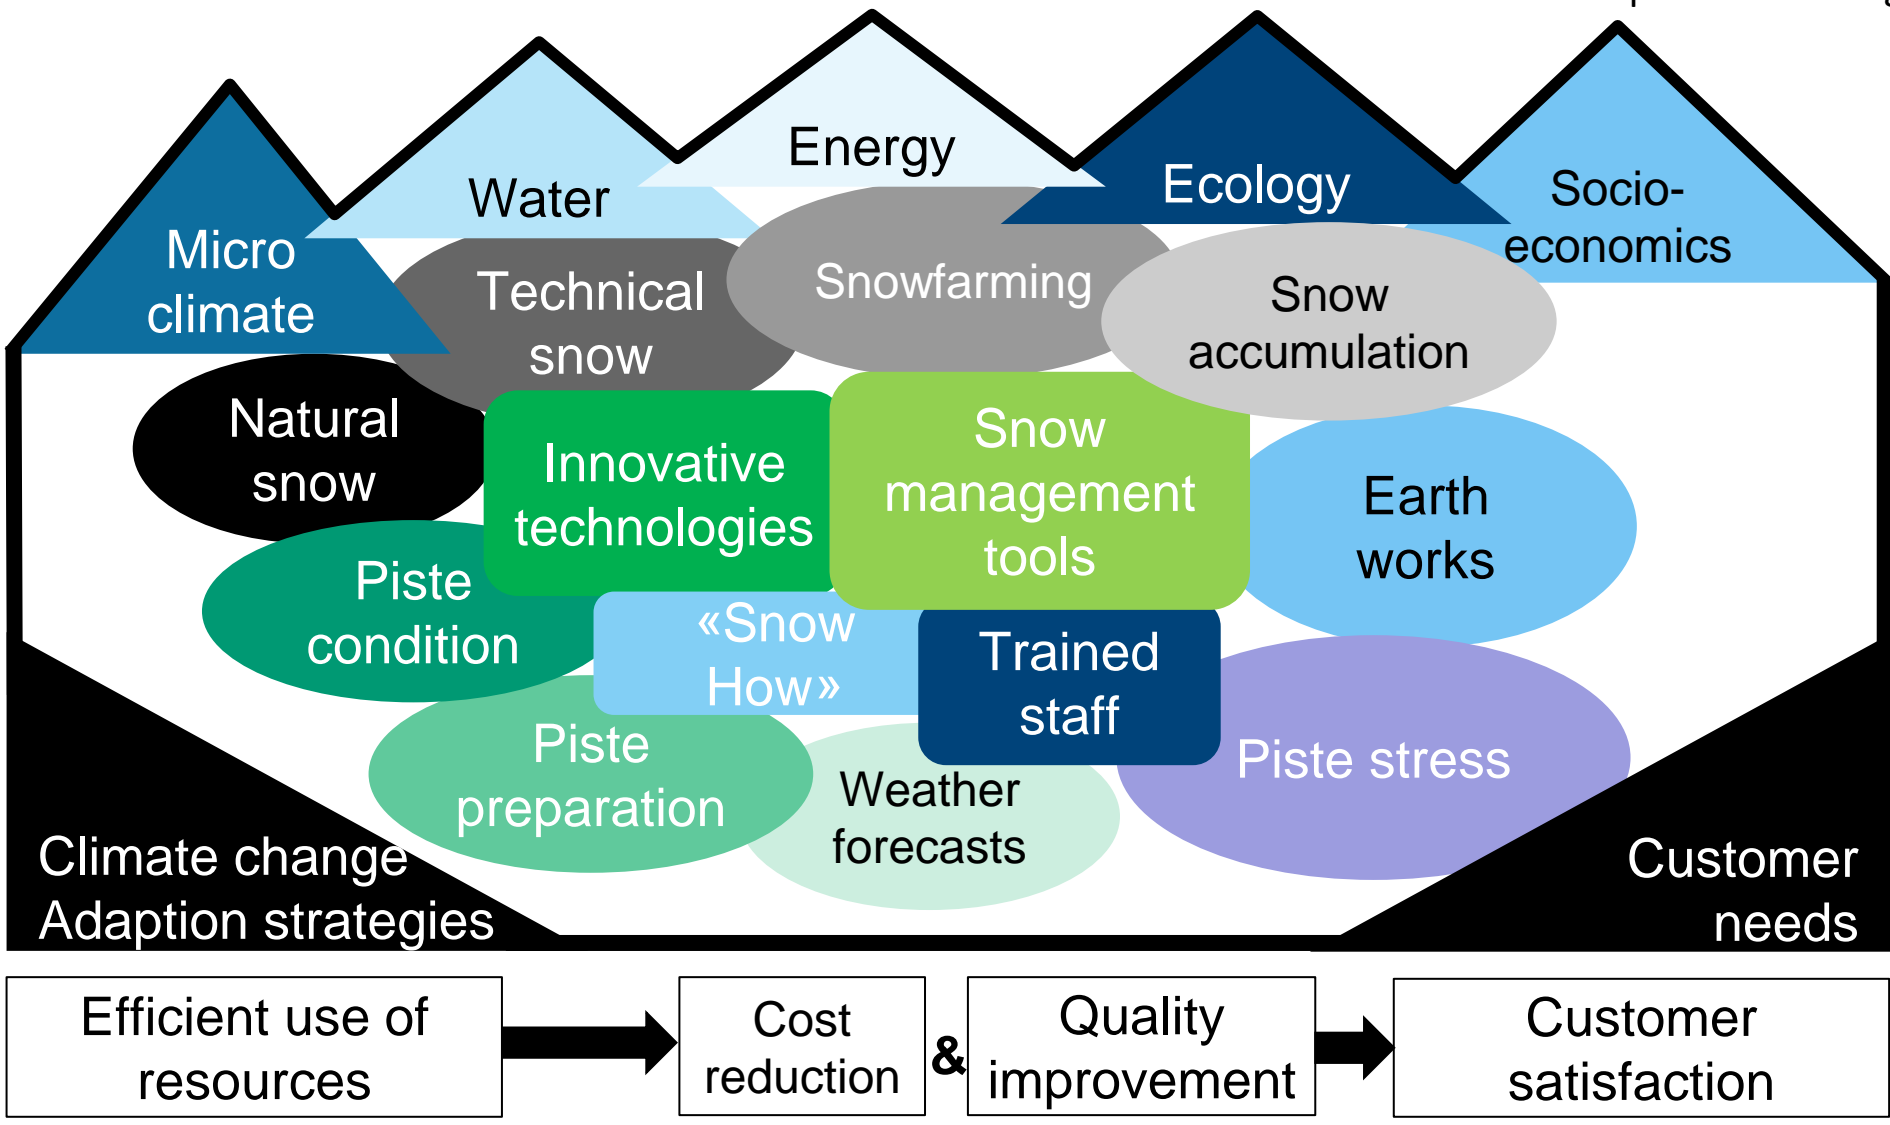 Micro
climate
Water
Energy
Ecology
Socio-
economics
Natural
snow
Technical
snow
Snowfarming
Snow
accumulation
Innovative
technologies
Snow
management
tools
Earth
works
Piste
condition
«Snow
How»
Trained
staff
Piste
preparation
Weather
forecasts
Piste stress
Climate change
Adaption strategies
Customer
needs
Efficient use of
resources
Cost
reduction
&
Quality
improvement
Customer
satisfaction